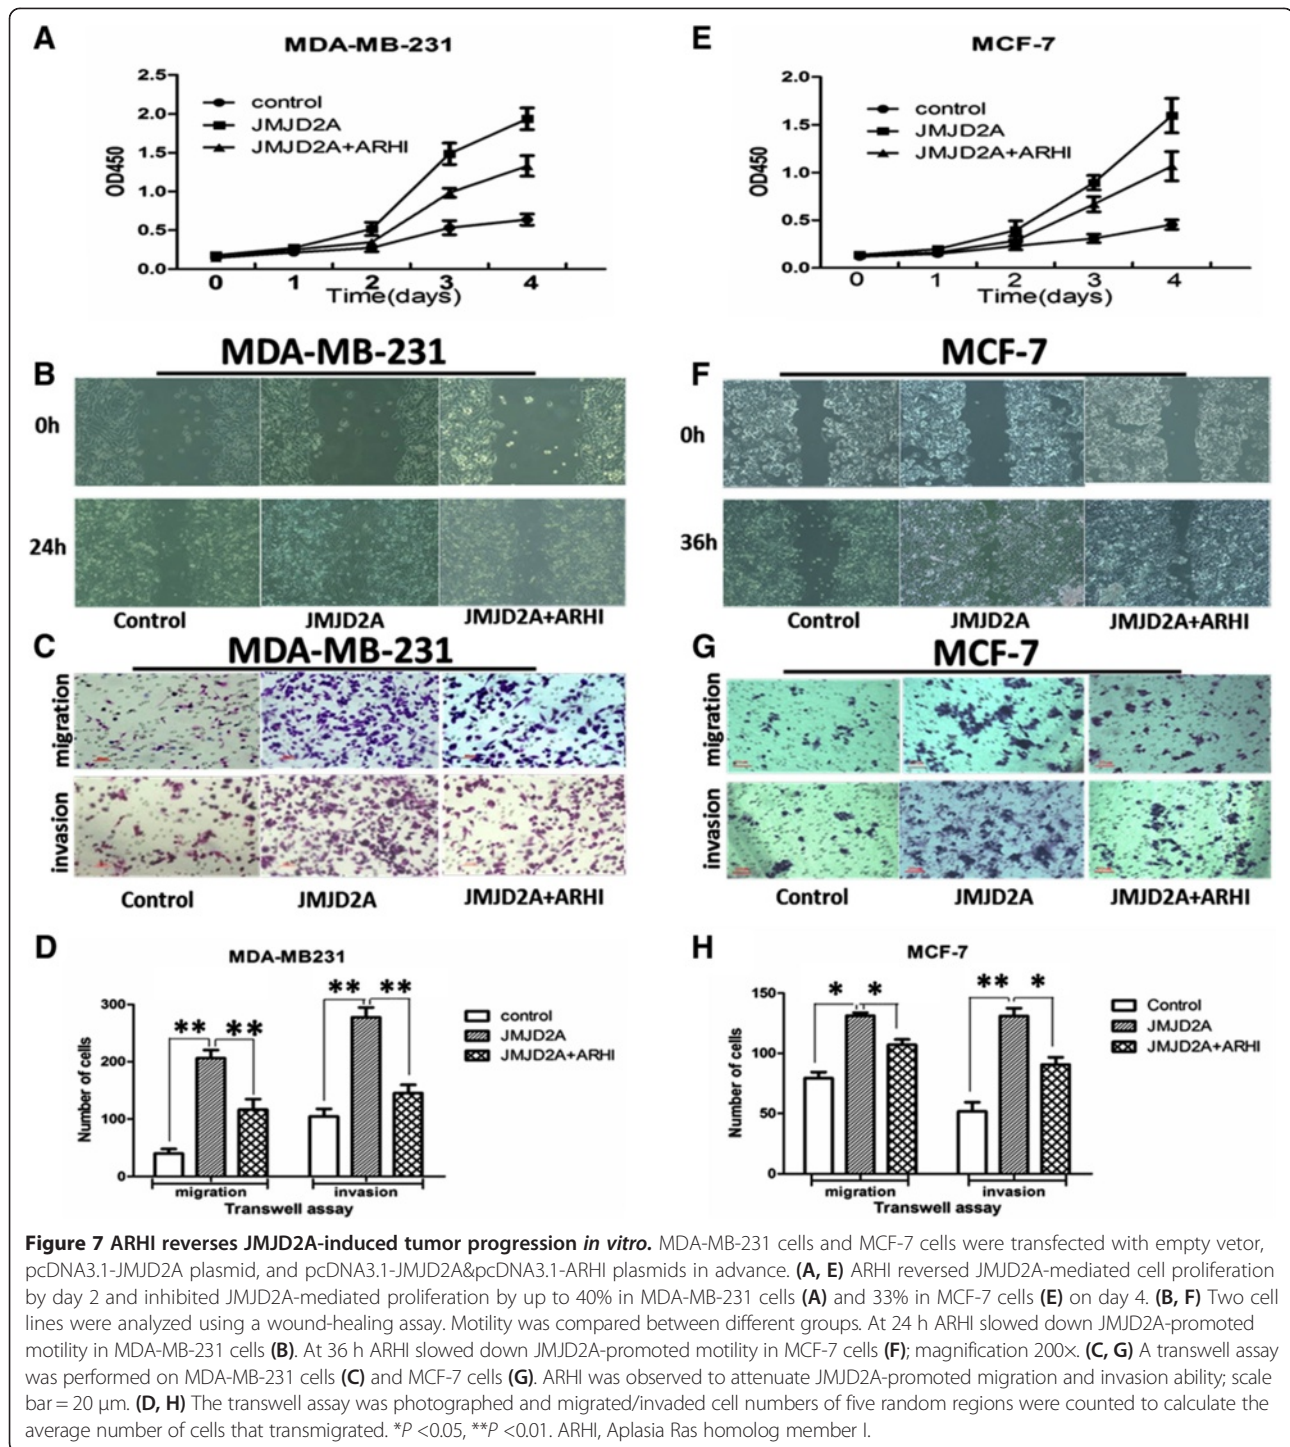 A
MDA-MB-231
2.5
2.0
1.5
1.0
0.5
0.0
OD450
control
JMJD2A
JMJD2A+ARHI
0 1 2 3 4
Time(days)
E
MCF-7
2.0
1.5
1.0
0.5
0.0
OD450
control
JMJD2A
JMJD2A+ARHI
0 1 2 3 4
Time(days)
B
MDA-MB-231
0h
24h
Control JMJD2A JMJD2A+ARHI
F
MCF-7
0h
36h
Control JMJD2A JMJD2A+ARHI
C
MDA-MB-231
migration
invasion
Control JMJD2A JMJD2A+ARHI
G
MCF-7
migration
invasion
Control JMJD2A JMJD2A+ARHI
D
MDA-MB231
300
200
100
0
Number of cells
** **
** **
control
JMJD2A
JMJD2A+ARHI
migration invasion
Transwell assay
H
MCF-7
150
100
50
0
Number of cells
* *
** *
Control
JMJD2A
JMJD2A+ARHI
migration invasion
Transwell assay
Figure 7 ARHI reverses JMJD2A-induced tumor progression in vitro. MDA-MB-231 cells and MCF-7 cells were transfected with empty vetor,
pcDNA3.1-JMJD2A plasmid, and pcDNA3.1-JMJD2A&pcDNA3.1-ARHI plasmids in advance. (A, E) ARHI reversed JMJD2A-mediated cell proliferation
by day 2 and inhibited JMJD2A-mediated proliferation by up to 40% in MDA-MB-231 cells (A) and 33% in MCF-7 cells (E) on day 4. (B, F) Two cell
lines were analyzed using a wound-healing assay. Motility was compared between different groups. At 24 h ARHI slowed down JMJD2A-promoted
motility in MDA-MB-231 cells (B). At 36 h ARHI slowed down JMJD2A-promoted motility in MCF-7 cells (F); magnification 200×. (C, G) A transwell assay
was performed on MDA-MB-231 cells (C) and MCF-7 cells (G). ARHI was observed to attenuate JMJD2A-promoted migration and invasion ability; scale
bar = 20 μm. (D, H) The transwell assay was photographed and migrated/invaded cell numbers of five random regions were counted to calculate the
average number of cells that transmigrated. *P <0.05, **P <0.01. ARHI, Aplasia Ras homolog member I.